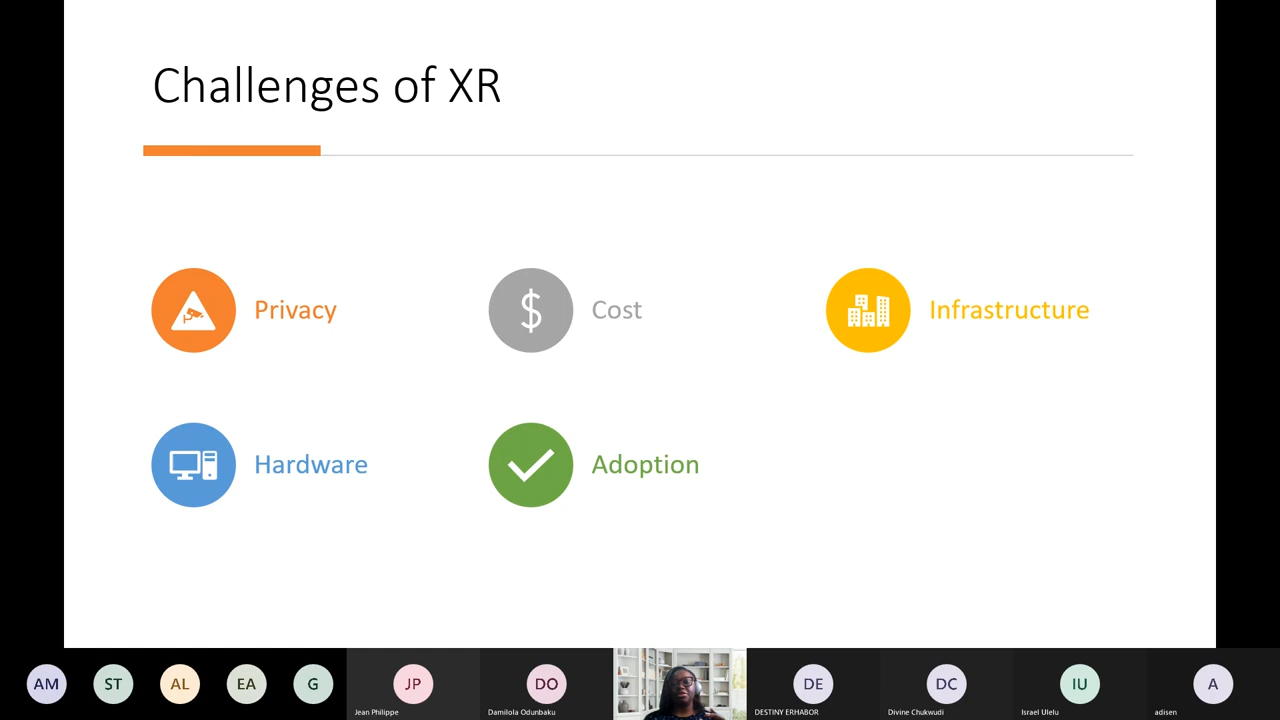 Challenges of XR
Privacy
Cost
Infrastructure
Hardware
Adoption
AM
ST
AL
EA
G
JP
DO
DE
DC
IU
A
Jean Philippe
Damilola Odunbaku
DESTINY ERHABOR
Divine Chukwudi
Israel Ulelu
adisen